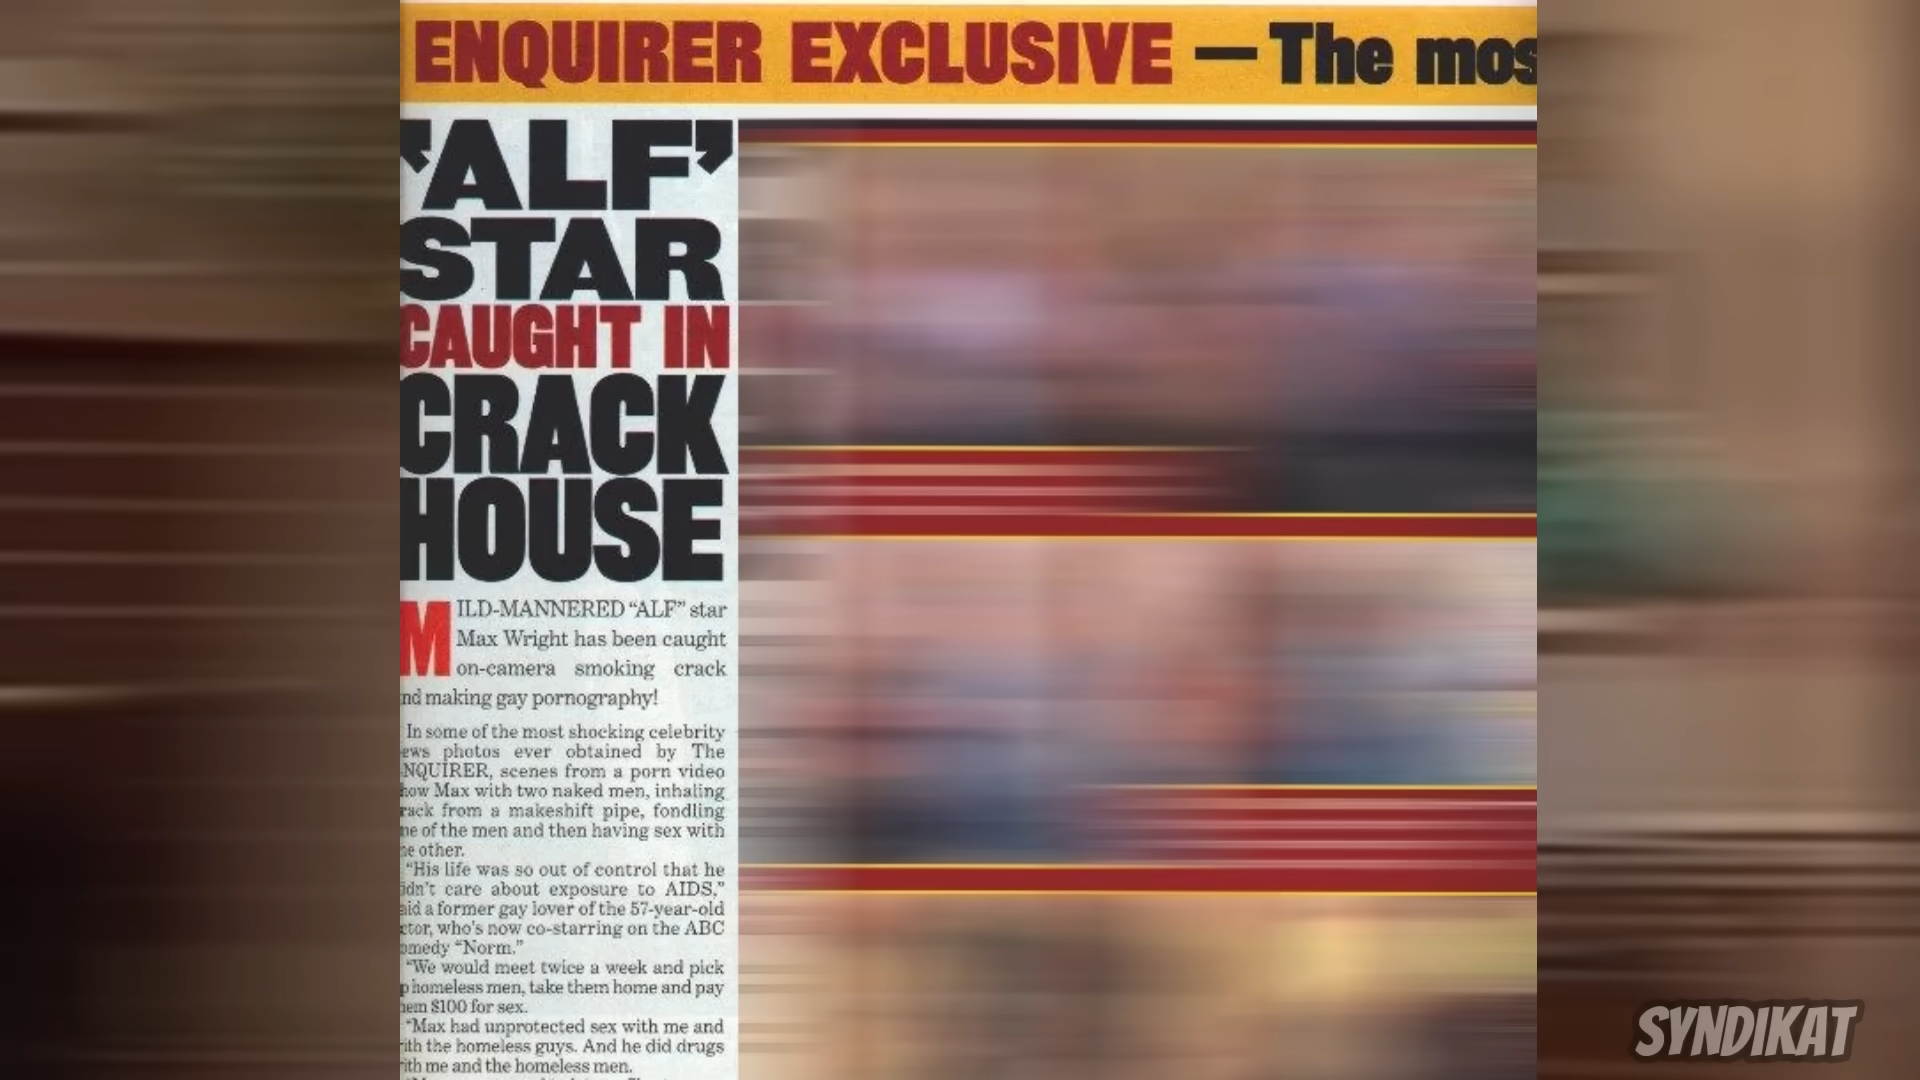 ENQUIRER EXCLUSIVE — The mos
'ALF'
STAR
CAUGHT IN
CRACK
HOUSE
MILD-MANNERED “ALF” star
Max Wright has been caught
on-camera smoking crack
nd making gay pornography!
In some of the most shocking celebrity
ews photos ever obtained by The
NQUIRER, scenes from a porn video
how Max with two naked men, inhaling
rack from a makeshift pipe, fondling
ne of the men and then having sex with
he other.
“His life was so out of control that he
idn't care about exposure to AIDS,”
aid a former gay lover of the 57-year-old
ctor, who's now co-starring on the ABC
omedy “Norm.”
“We would meet twice a week and pick
p homeless men, take them home and pay
hem $100 for sex.
“Max had unprotected sex with me and
ith the homeless guys. And he did drugs
ith me and the homeless men.
SYNDIKAT